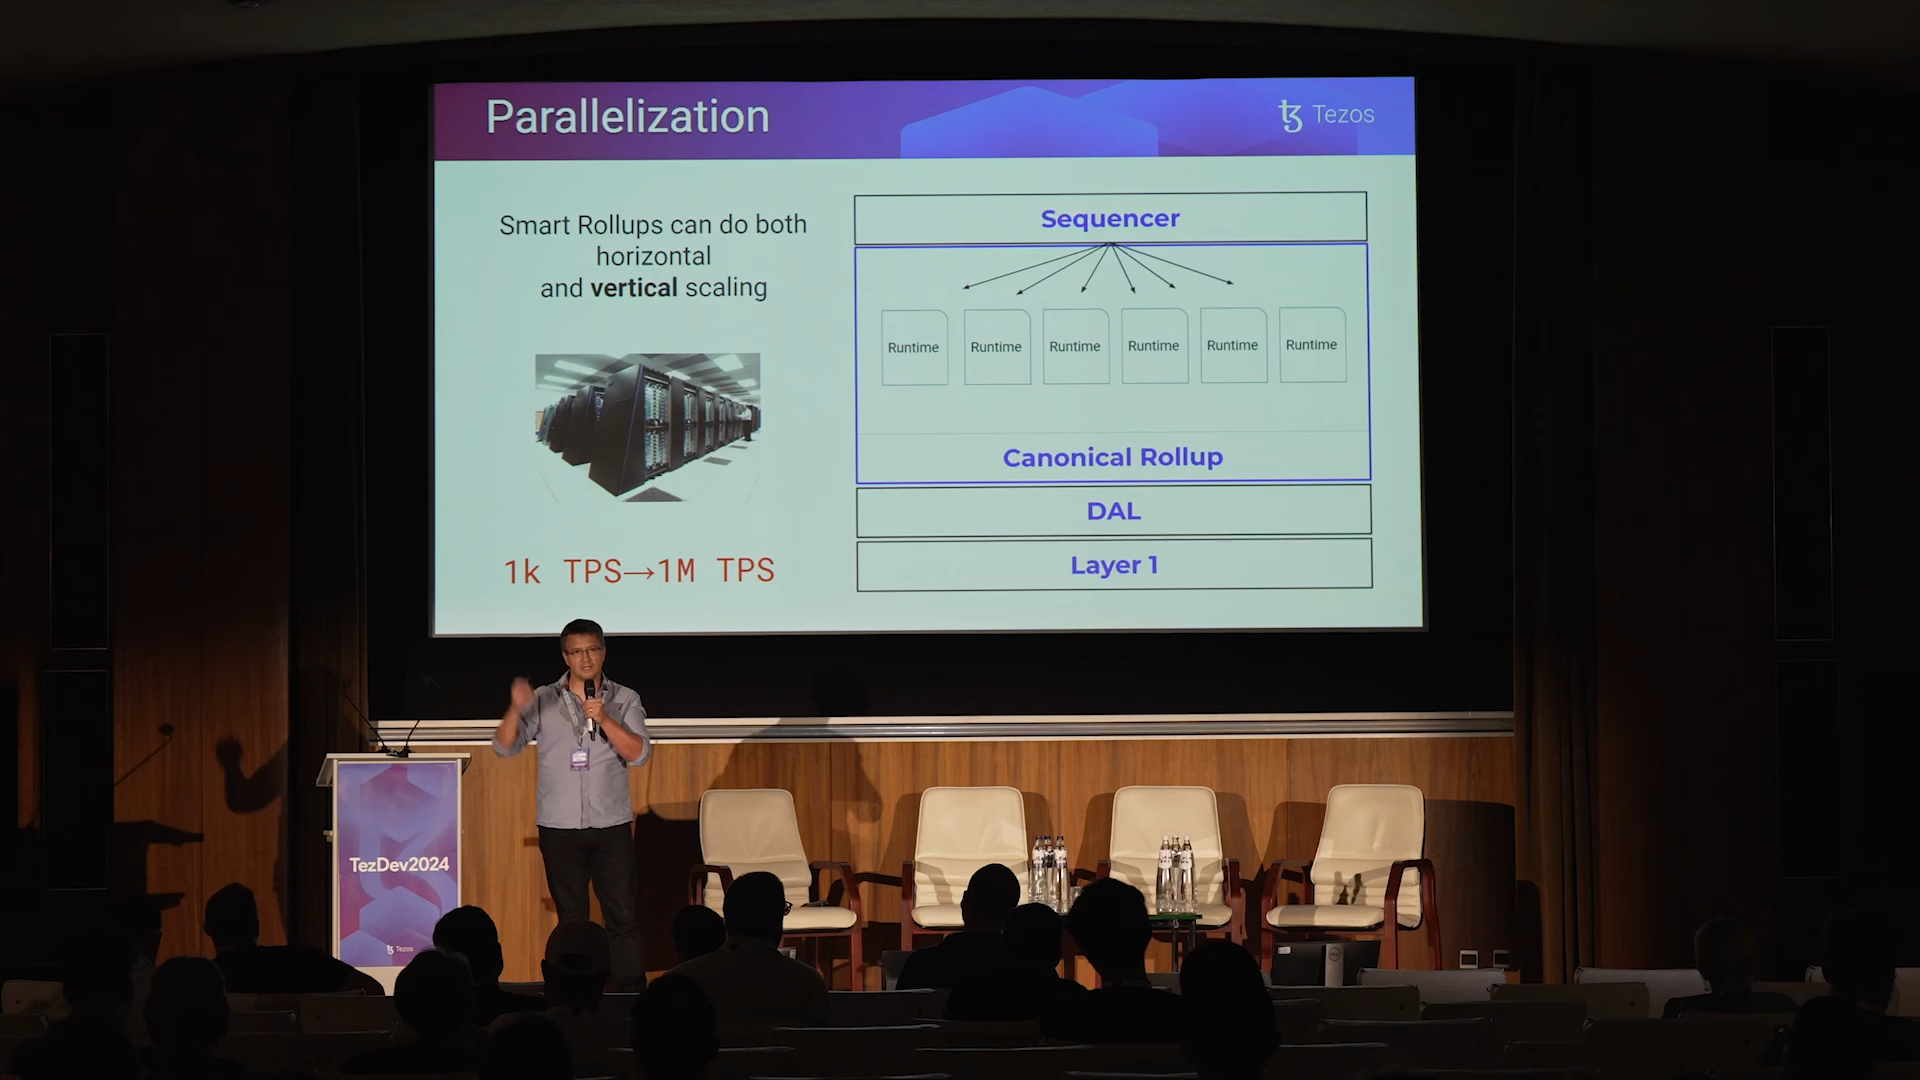 Parallelization
Tezos
Smart Rollups can do both
horizontal
and vertical scaling
1k TPS→1M TPS
Sequencer
Runtime
Runtime
Runtime
Runtime
Runtime
Runtime
Canonical Rollup
DAL
Layer 1
TezDev2024
Tezos